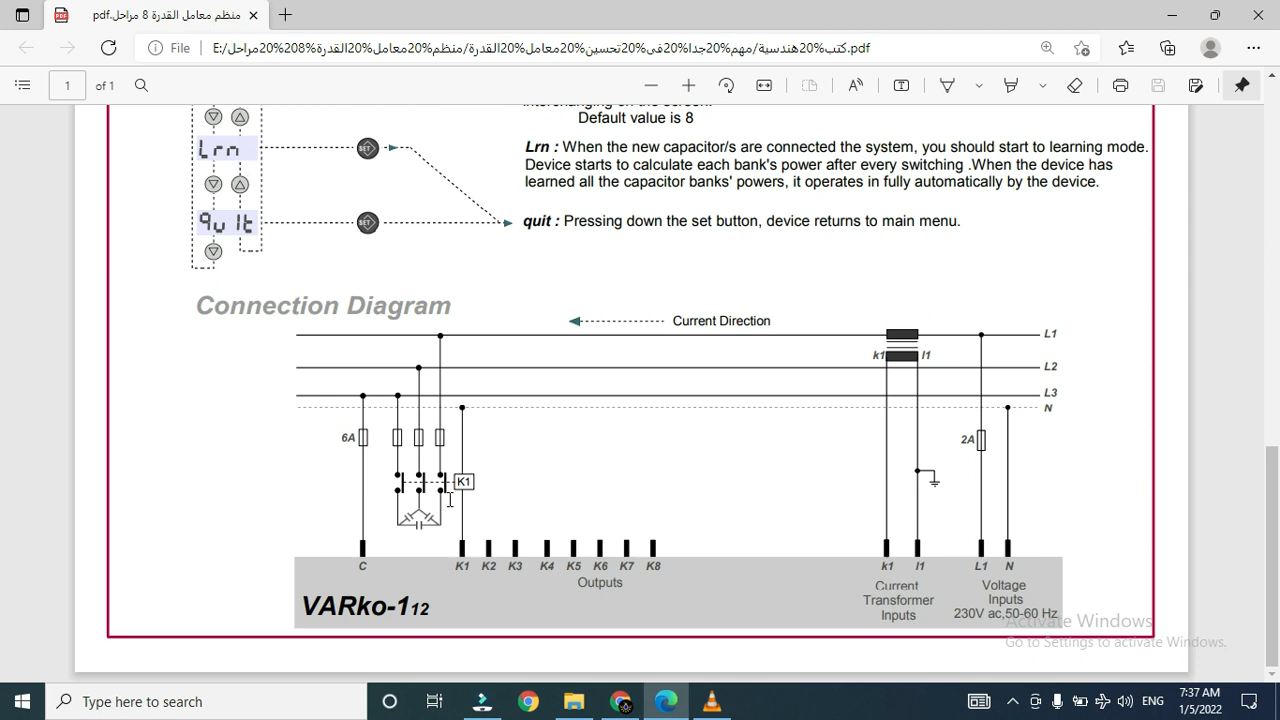 منظم معامل القدرة 8 مراحل.pdf
File
E:/كتب%20هندسية/مهم%20جدا%20فى%20تحسين%20معامل%20القدرة/منظم%20معامل%20القدرة%208%20مراحل.pdf
1 of 1
Default value is 8
Lrn
SET
Lrn : When the new capacitor/s are connected the system, you should start to learning mode.
Device starts to calculate each bank's power after every switching .When the device has
learned all the capacitor banks' powers, it operates in fully automatically by the device.
quit
SET
quit : Pressing down the set button, device returns to main menu.
Connection Diagram
Current Direction
L1
k1 l1
L2
L3
N
6A
2A
K1
C K1 K2 K3 K4 K5 K6 K7 K8 k1 l1 L1 N
Outputs
Current
Transformer
Inputs
Voltage
Inputs
230V ac,50-60 Hz
VARko-112
Activate Windows
Go to Settings to activate Windows.
Type here to search
ENG
7:37 AM
1/5/2022